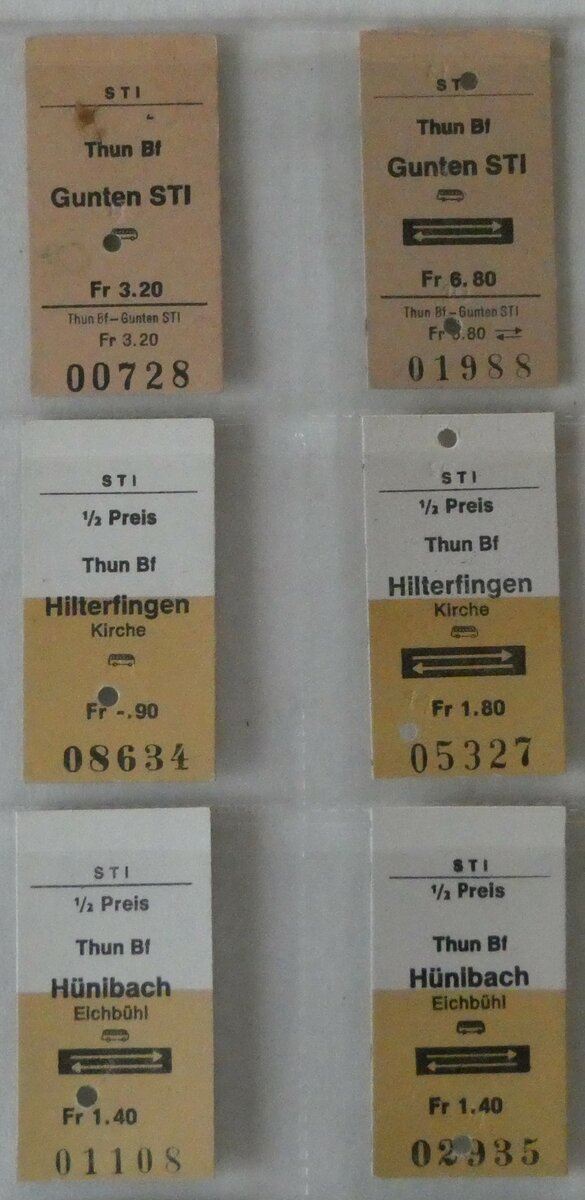 STI
Thun Bf
Gunten STI
Fr 3.20
Thun Bf – Gunten STI
Fr 3.20
00728
Thun Bf
Gunten STI
Fr 6.80
Thun Bf – Gunten STI
Fr 6.80
01988
STI
1/2 Preis
Thun Bf
Hilterfingen
Kirche
Fr -.90
08634
STI
1/2 Preis
Thun Bf
Hilterfingen
Kirche
Fr 1.80
05327
STI
1/2 Preis
Thun Bf
Hünibach
Eichbühl
Fr 1.40
01108
STI
1/2 Preis
Thun Bf
Hünibach
Eichbühl
Fr 1.40
02935